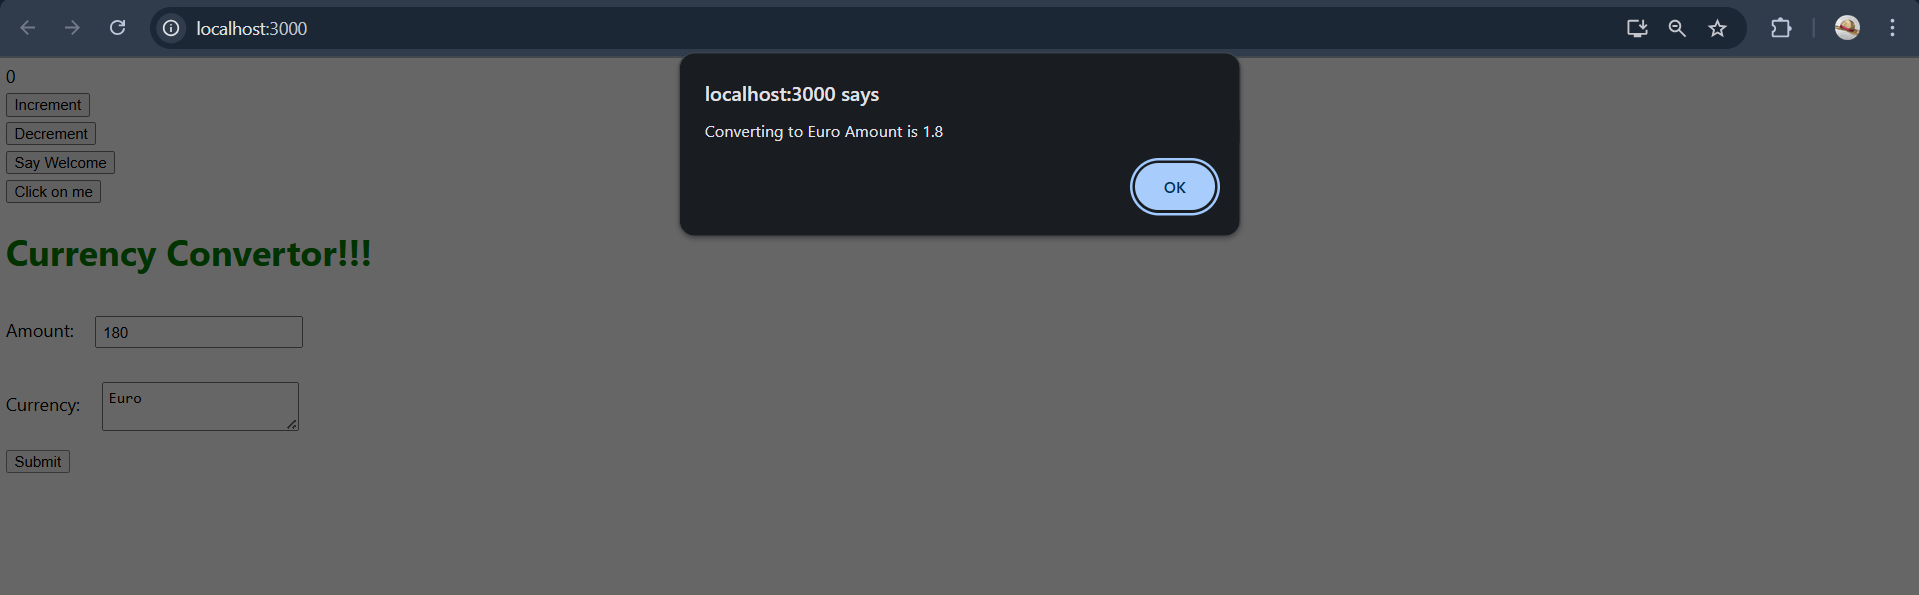 localhost:3000
localhost:3000 says
Converting to Euro Amount is 1.8
OK
0
Increment
Decrement
Say Welcome
Click on me
Currency Convertor!!!
Amount: 180
Currency: Euro
Submit